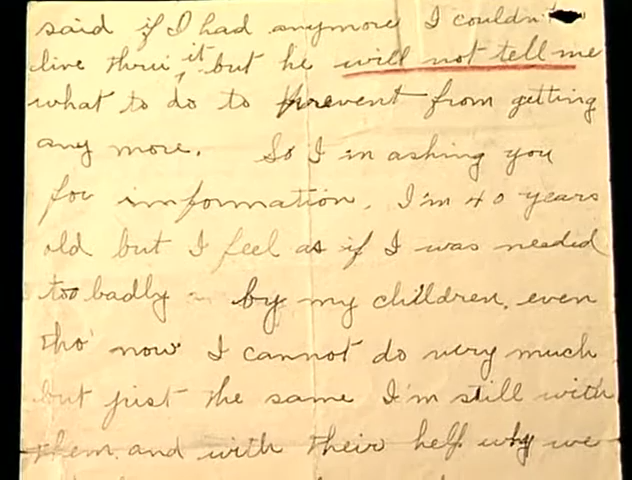 said if I had anymore I couldn't
live thru it, but he will not tell me
what to do to prevent from getting
any more. So I'm asking you
for information. I'm 40 years
old but I feel as if I was needed
too badly by my children, even
tho' now I cannot do very much
but just the same I'm still with
them and with their help why we